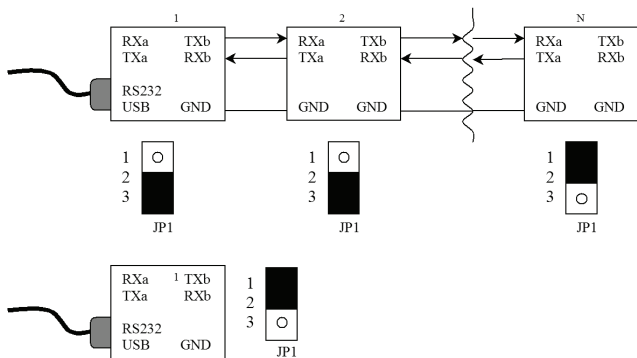 1 2 N
RXa TXb RXa TXb RXa TXb
TXa RXb TXa RXb TXa RXb
RS232
USB GND GND GND GND GND
1 1 1
2 2 2
3 3 3
JP1 JP1 JP1
RXa 1 TXb
TXa RXb
RS232
USB GND
1
2
3
JP1